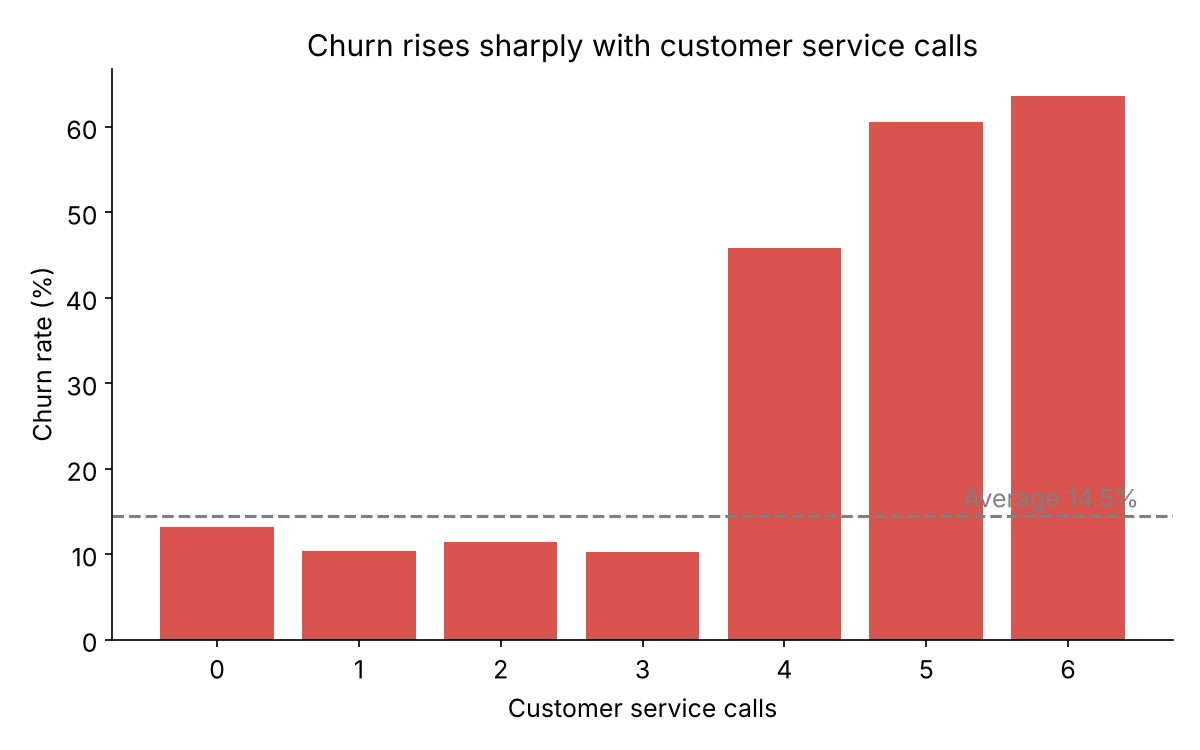 Churn rises sharply with customer service calls
Churn rate (%)
60
50
40
30
20
10
0
Average 14.5%
0 1 2 3 4 5 6
Customer service calls